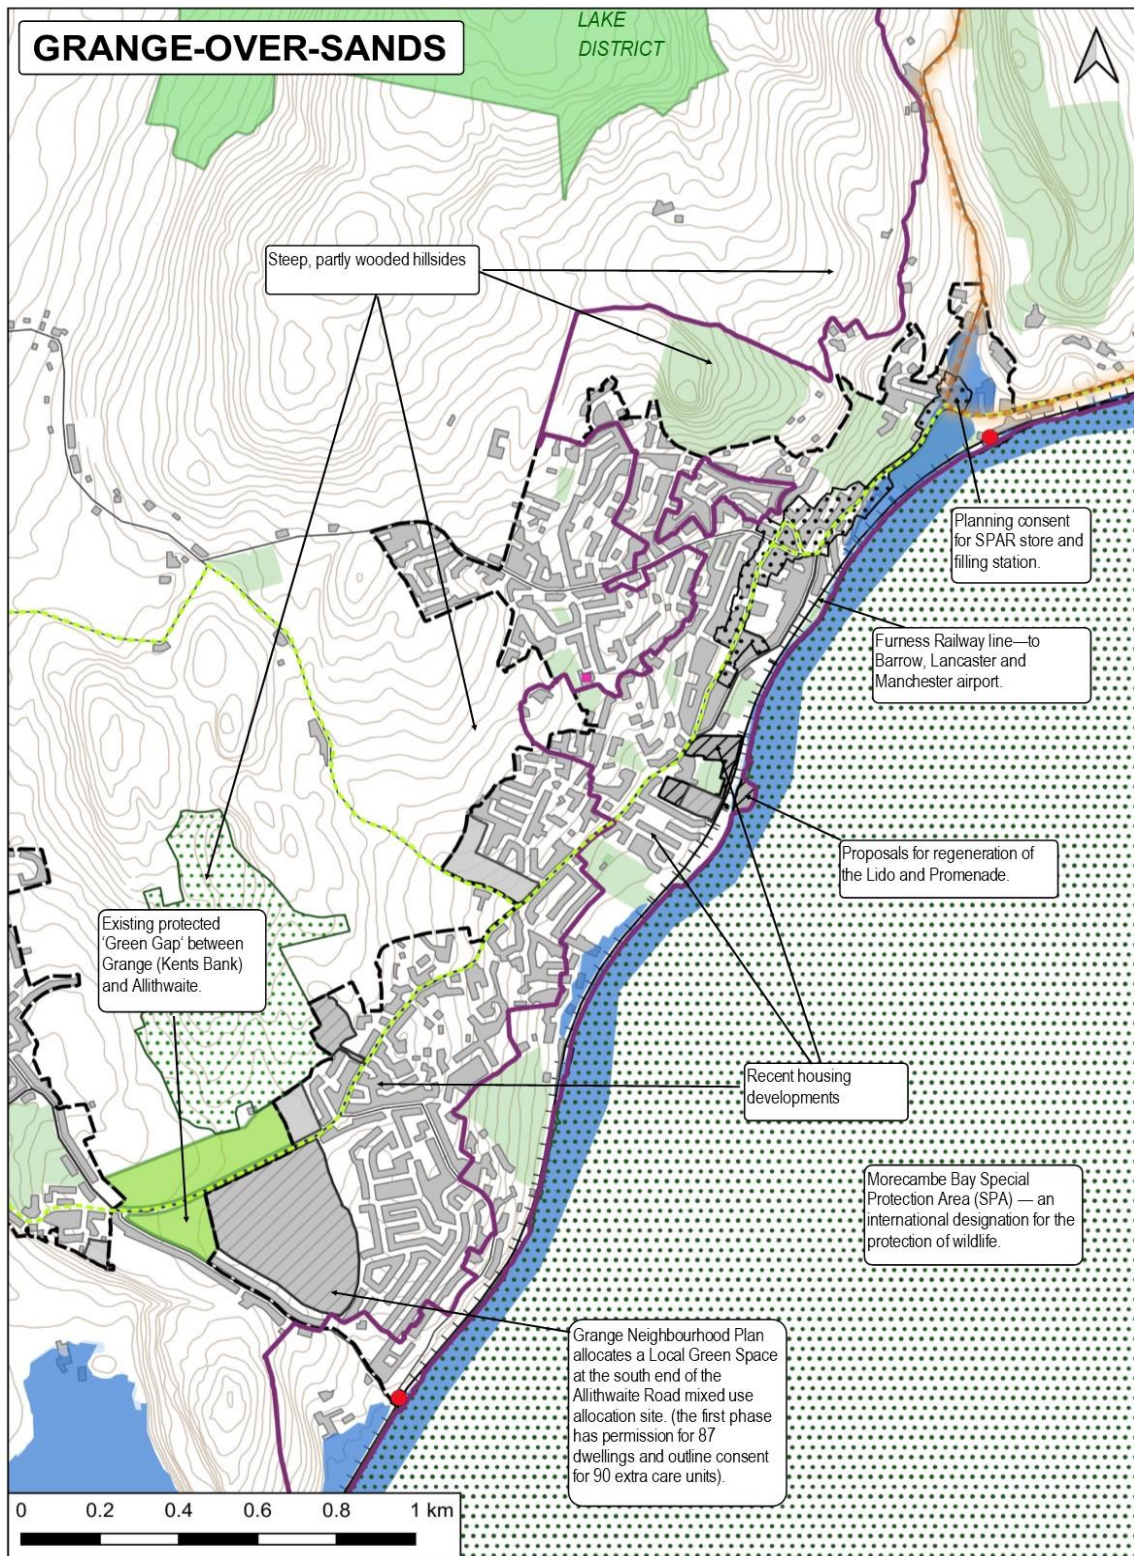 LAKE
DISTRICT
GRANGE-OVER-SANDS
Steep, partly wooded hillsides
Planning consent
for SPAR store and
filling station.
Furness Railway line—to
Barrow, Lancaster and
Manchester airport.
Proposals for regeneration of
the Lido and Promenade.
Existing protected
‘Green Gap‘ between
Grange (Kents Bank)
and Allithwaite.
Recent housing
developments
Morecambe Bay Special
Protection Area (SPA) — an
international designation for the
protection of wildlife.
Grange Neighbourhood Plan
allocates a Local Green Space
at the south end of the
Allithwaite Road mixed use
allocation site. (the first phase
has permission for 87
dwellings and outline consent
for 90 extra care units).
0 0.2 0.4 0.6 0.8 1 km